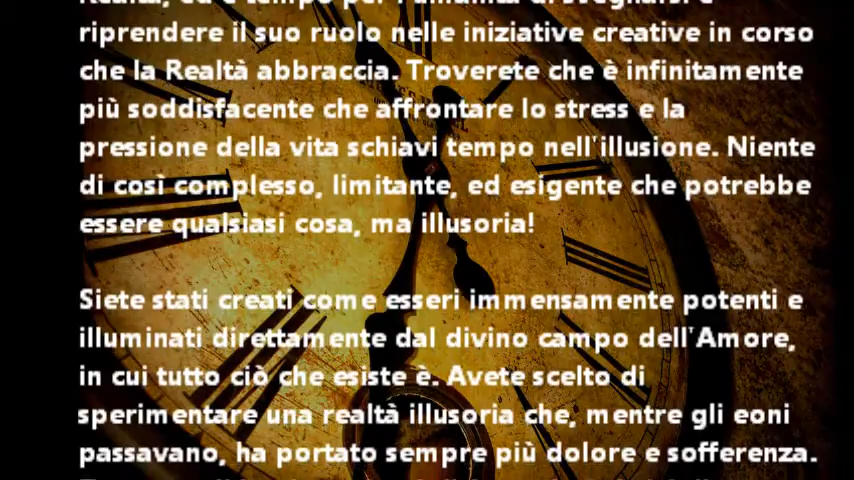 Realtà, ed è tempo per l'umanità di svegliarsi e
riprendere il suo ruolo nelle iniziative creative in corso
che la Realtà abbraccia. Troverete che è infinitamente
più soddisfacente che affrontare lo stress e la
pressione della vita schiavi tempo nell'illusione. Niente
di così complesso, limitante, ed esigente che potrebbe
essere qualsiasi cosa, ma illusoria!
Siete stati creati come esseri immensamente potenti e
illuminati direttamente dal divino campo dell'Amore,
in cui tutto ciò che esiste è. Avete scelto di
sperimentare una realtà illusoria che, mentre gli eoni
passavano, ha portato sempre più dolore e sofferenza.